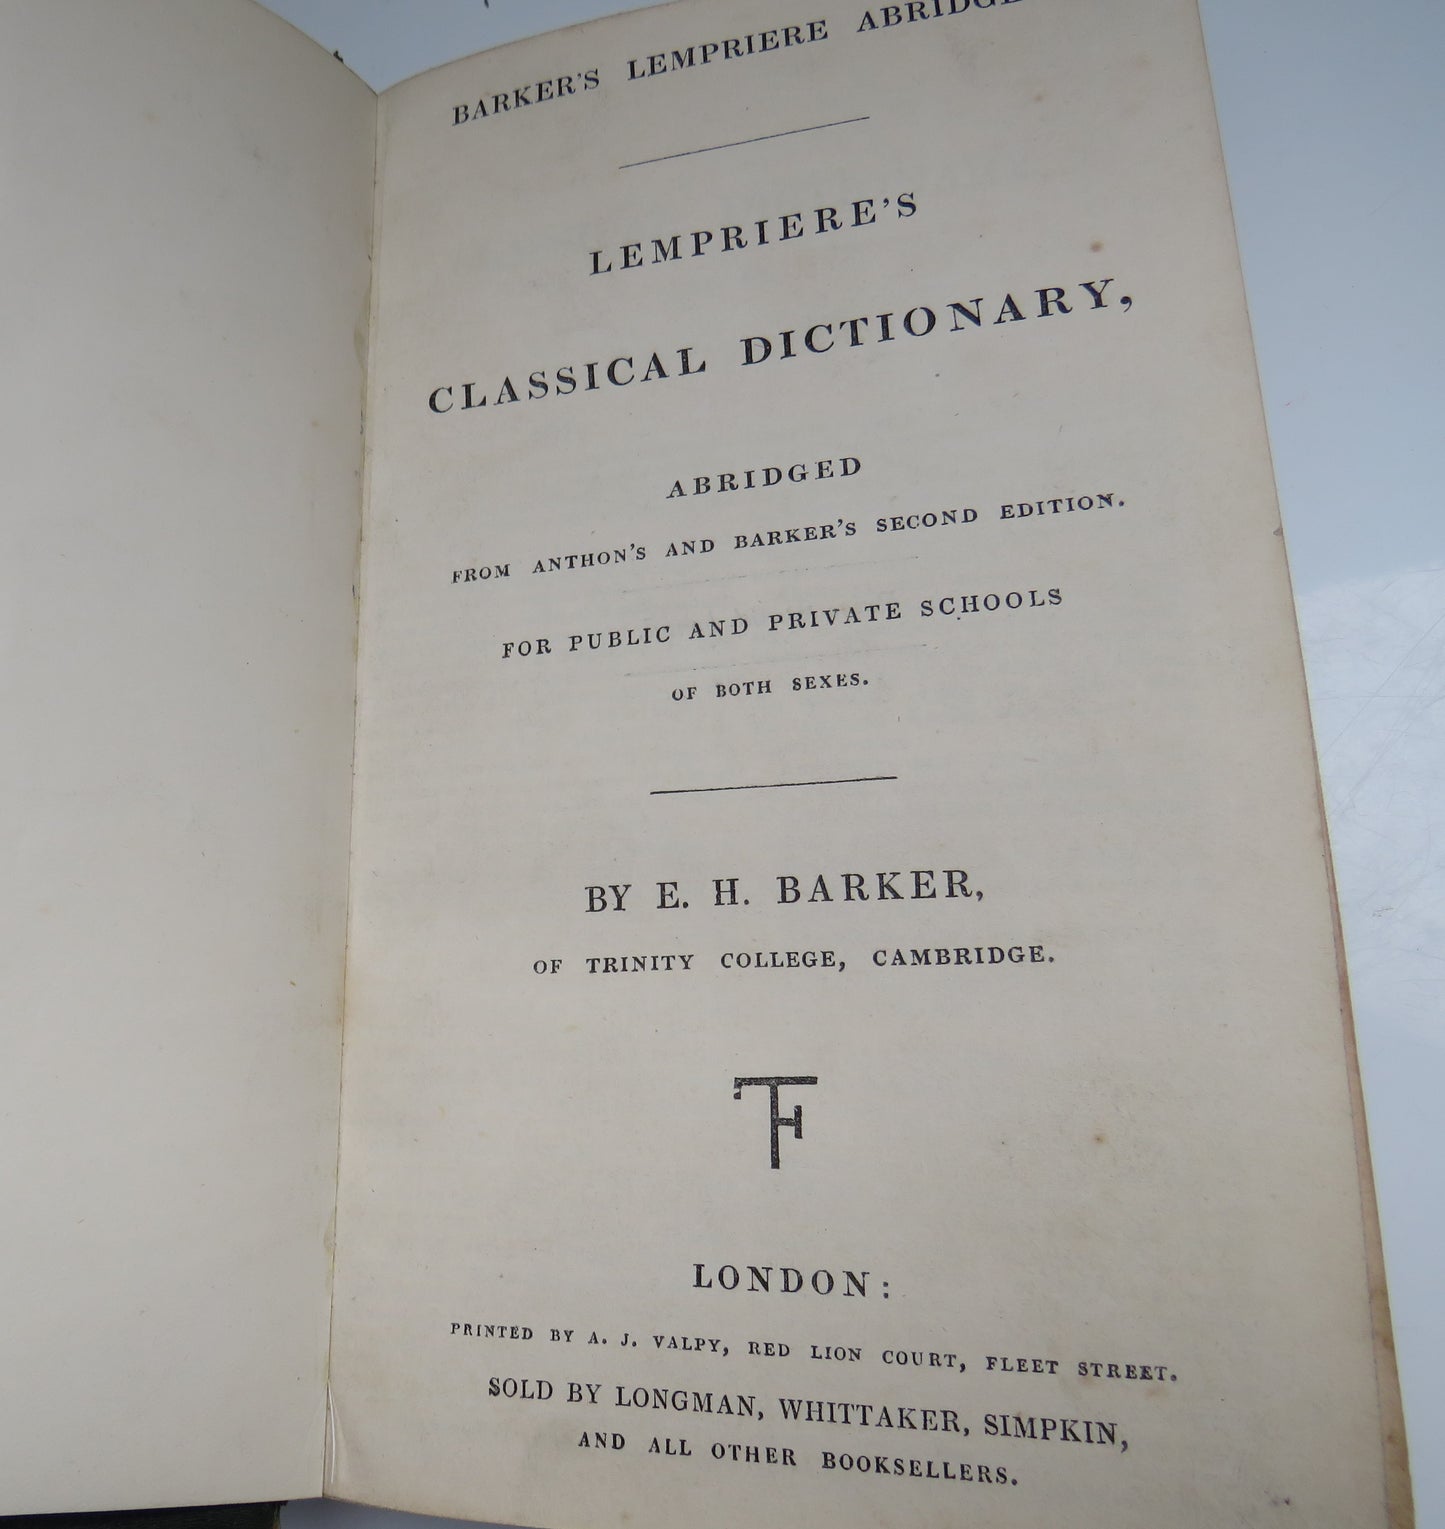 BARKER'S LEMPRIERE
LEMPRIERE'S
CLASSICAL DICTIONARY,
ABRIDGED
FROM ANTHON'S AND BARKER'S SECOND EDITION.
FOR PUBLIC AND PRIVATE SCHOOLS
OF BOTH SEXES.
BY E. H. BARKER,
OF TRINITY COLLEGE, CAMBRIDGE.
LONDON:
PRINTED BY A. J. VALPY, RED LION COURT, FLEET STREET.
SOLD BY LONGMAN, WHITTAKER, SIMPKIN,
AND ALL OTHER BOOKSELLERS.